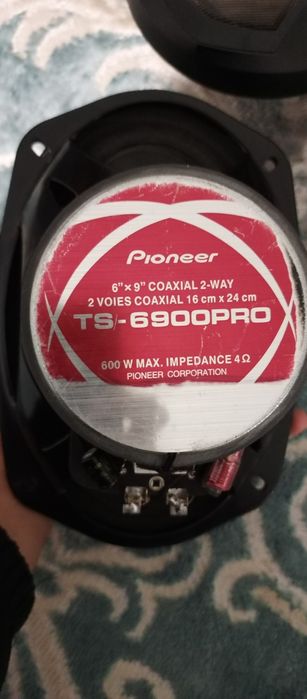 Pioneer
6"× 9" COAXIAL 2-WAY
2 VOIES COAXIAL 16 cm x 24 cm
TS-6900PRO
600 W MAX. IMPEDANCE 4 Ω
PIONEER CORPORATION